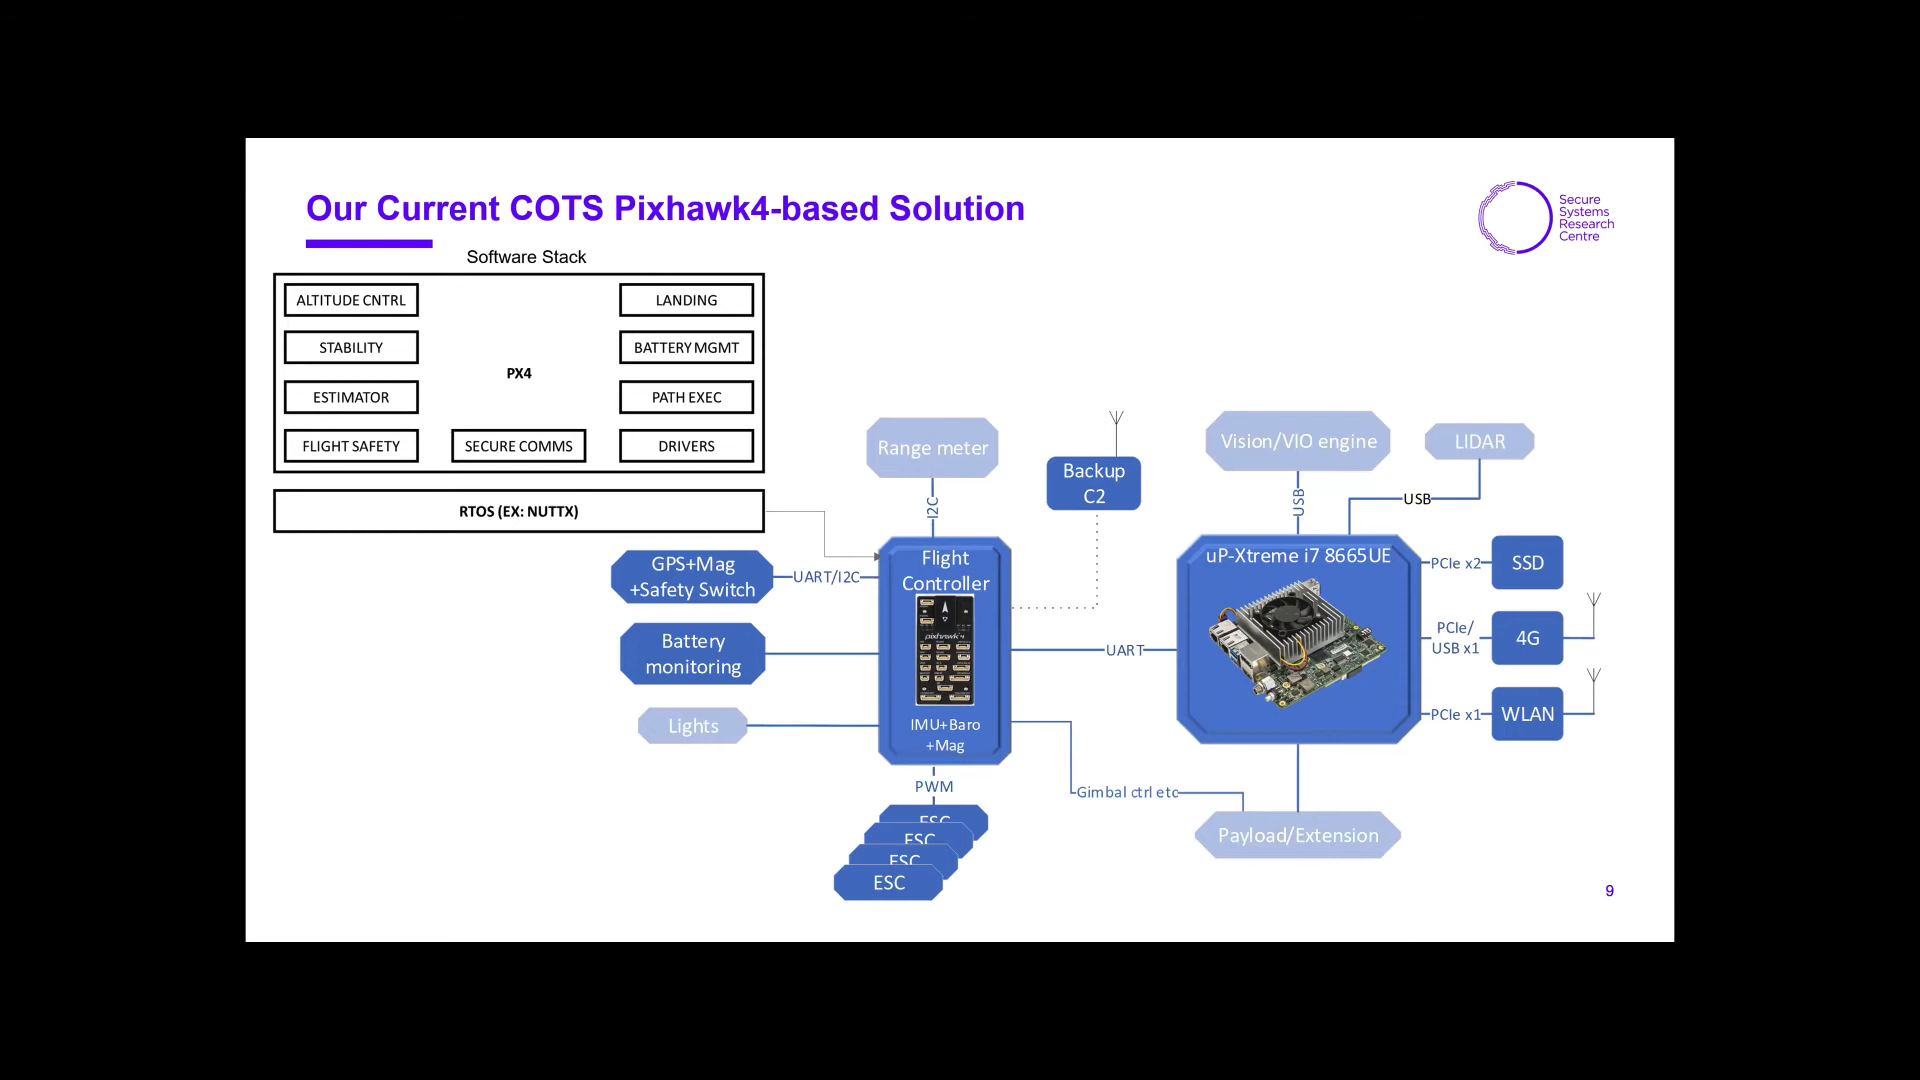 Our Current COTS Pixhawk4-based Solution
Secure
Systems
Research
Centre
Software Stack
ALTITUDE CNTRL
LANDING
STABILITY
BATTERY MGMT
PX4
ESTIMATOR
PATH EXEC
FLIGHT SAFETY
SECURE COMMS
DRIVERS
RTOS (EX: NUTTX)
Range meter
I2C
Backup
C2
Vision/VIO engine
USB
LIDAR
USB
GPS+Mag
+Safety Switch
UART/I2C
Battery
monitoring
Lights
Flight
Controller
pixhawk 4
IMU+Baro
+Mag
UART
uP-Xtreme i7 8665UE
PCIe x2
SSD
PCIe/
USB x1
4G
PCIe x1
WLAN
PWM
ESC
ESC
ESC
ESC
Gimbal ctrl etc
Payload/Extension
9